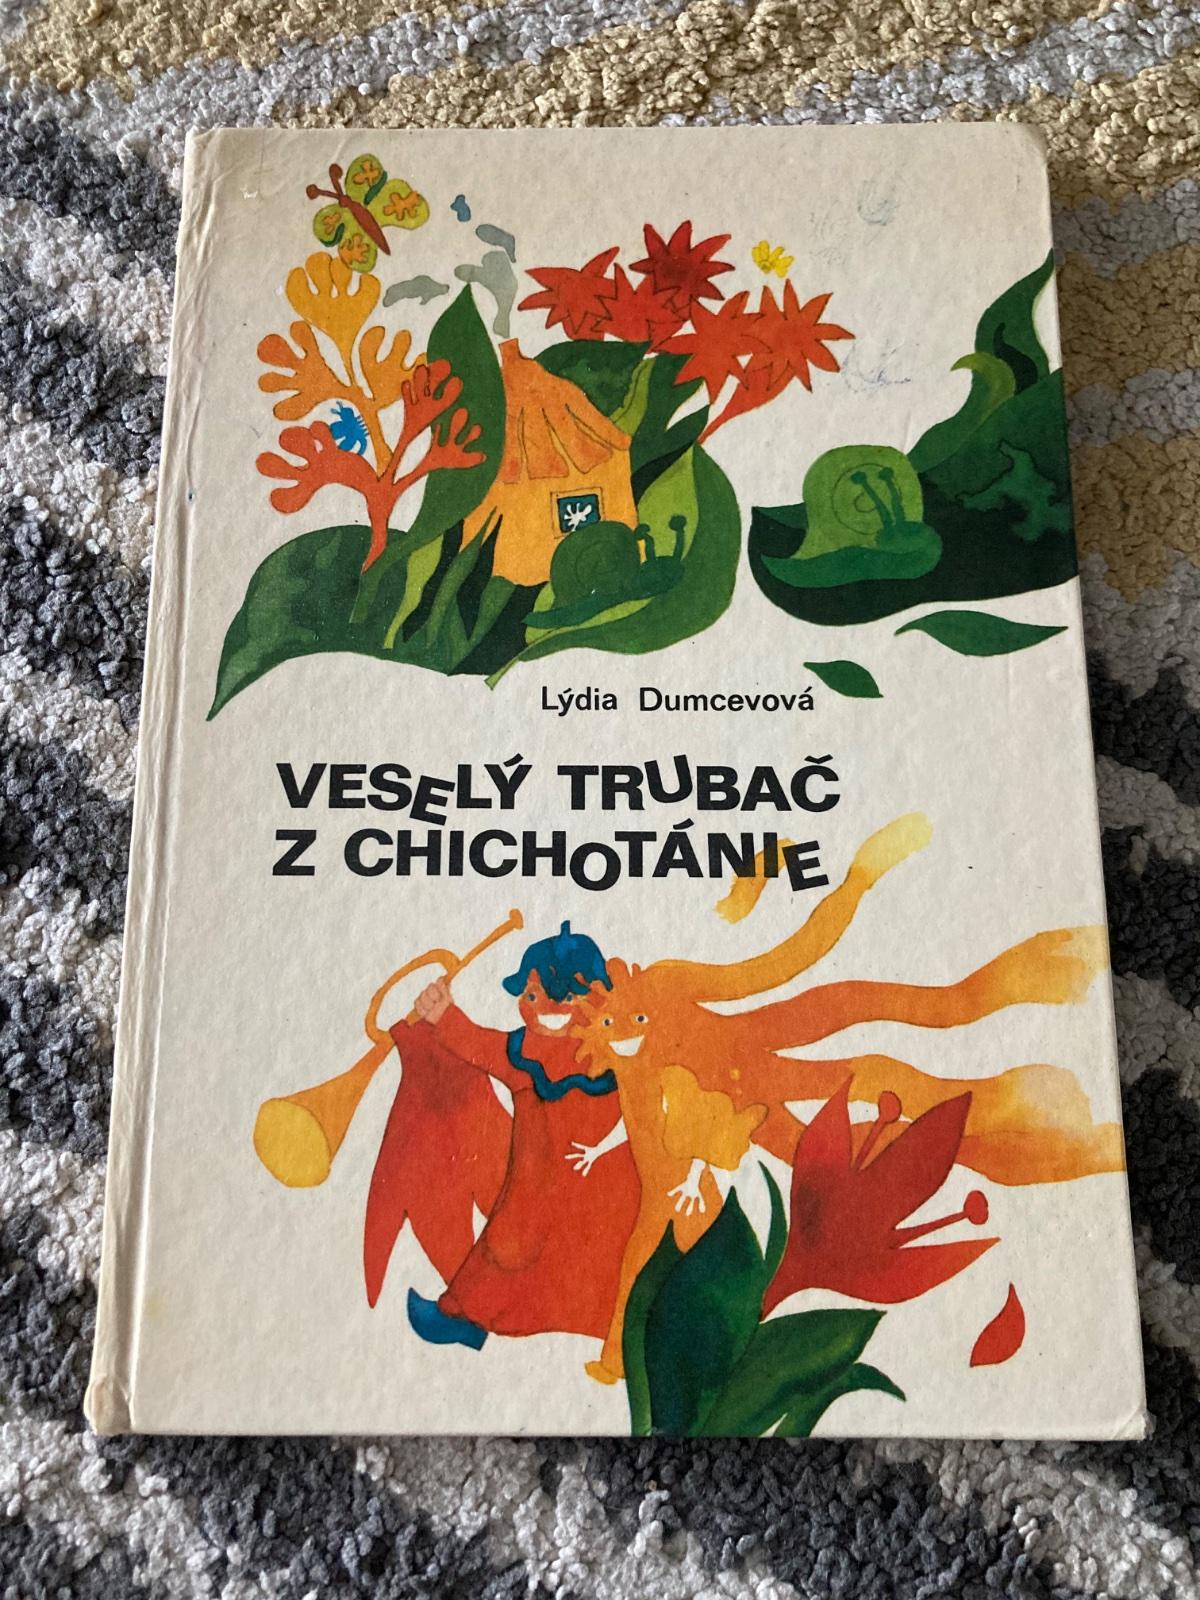 Lýdia Dumcevová
VESELÝ TRUBAČ
Z CHICHOTÁNIE